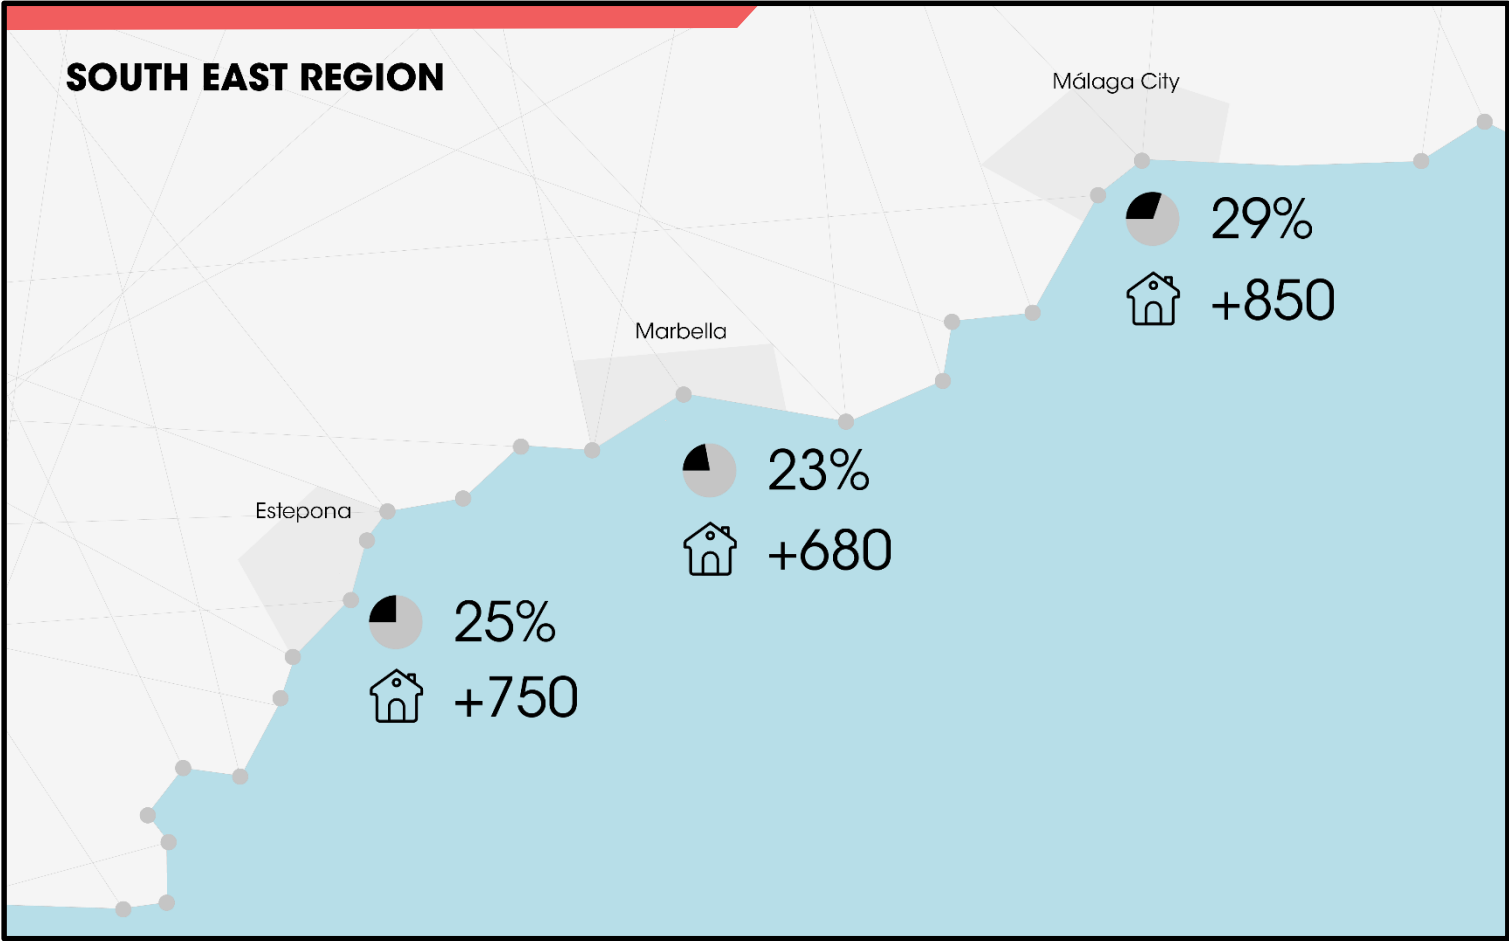 SOUTH EAST REGION
Málaga City
29%
+850
Marbella
23%
+680
Estepona
25%
+750